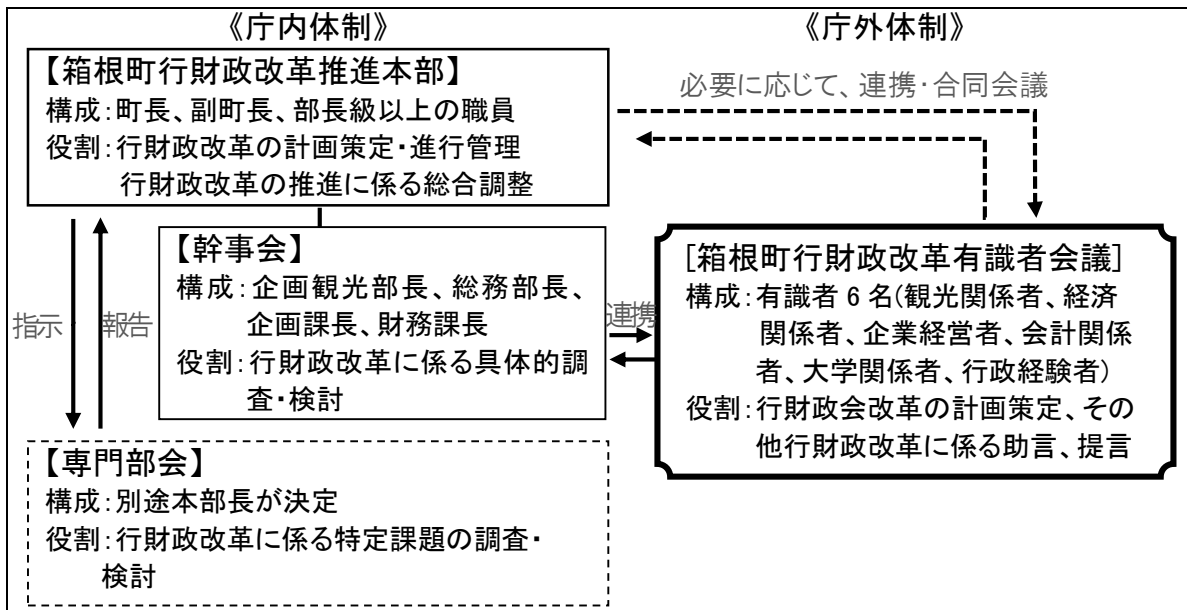 《庁内体制》
【箱根町行財政改革推進本部】
構成：町長、副町長、部長級以上の職員
役割：行財政改革の計画策定・進行管理
行財政改革の推進に係る総合調整
指示
報告
【幹事会】
構成：企画観光部長、総務部長、
企画課長、財務課長
役割：行財政改革に係る具体的調
査・検討
【専門部会】
構成：別途本部長が決定
役割：行財政改革に係る特定課題の調査・
検討
連携
《庁外体制》
必要に応じて、連携・合同会議
[箱根町行財政改革有識者会議]
構成：有識者 6 名(観光関係者、経済
関係者、企業経営者、会計関係
者、大学関係者、行政経験者)
役割：行財政会改革の計画策定、その
他行財政改革に係る助言、提言